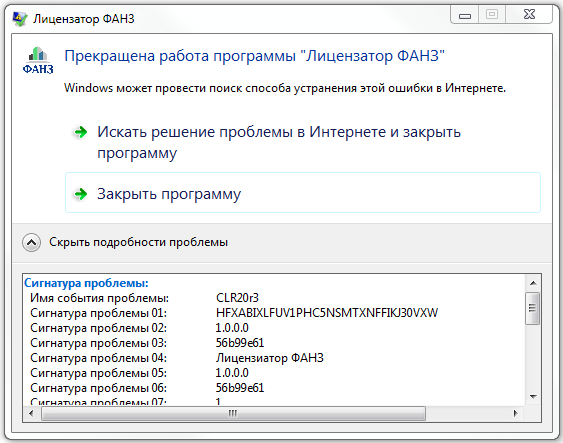 Лицензатор ФАНЗ
ФАНЗ
Прекращена работа программы "Лицензатор ФАНЗ"
Windows может провести поиск способа устранения этой ошибки в Интернете.
Искать решение проблемы в Интернете и закрыть
программу
Закрыть программу
Скрыть подробности проблемы
Сигнатура проблемы:
Имя события проблемы: CLR20r3
Сигнатура проблемы 01: HFXABIXLFUV1PHC5NSMTXNFFIKJ30VXW
Сигнатура проблемы 02: 1.0.0.0
Сигнатура проблемы 03: 56b99e61
Сигнатура проблемы 04: Лицензиатор ФАНЗ
Сигнатура проблемы 05: 1.0.0.0
Сигнатура проблемы 06: 56b99e61
Сигнатура проблемы 07: 1